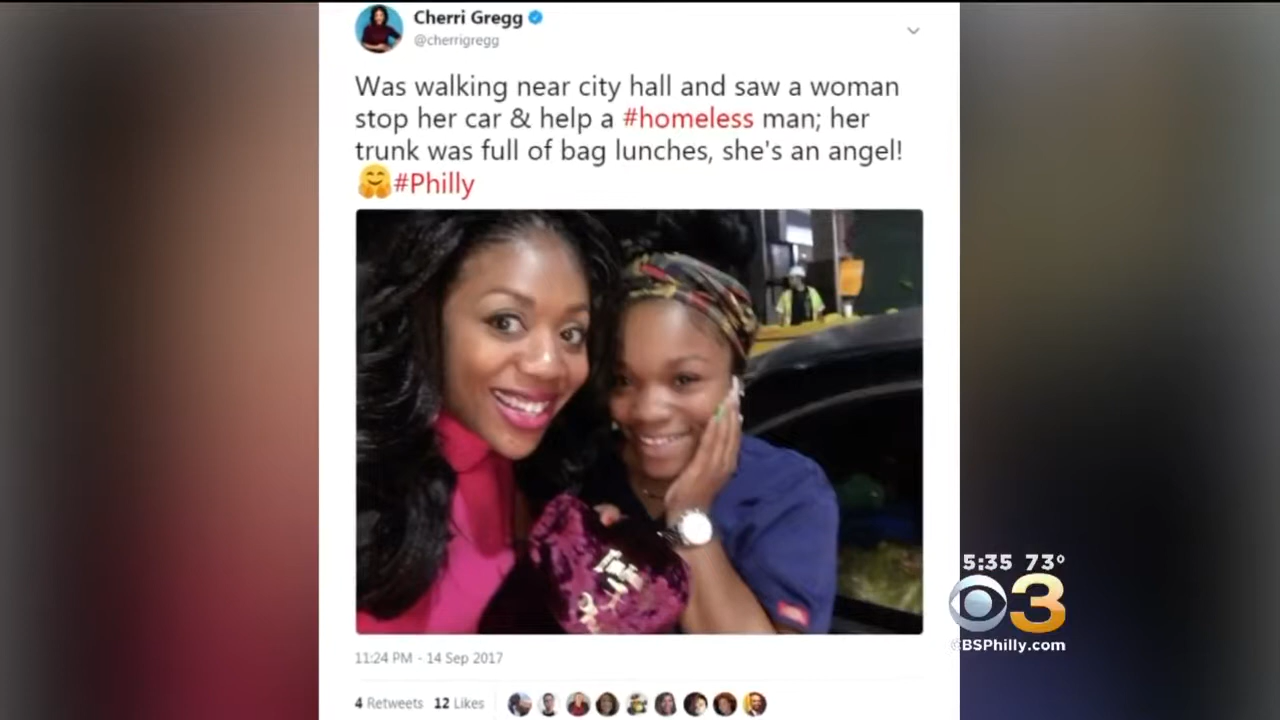 Cherri Gregg
@cherrigregg
Was walking near city hall and saw a woman
stop her car & help a #homeless man; her
trunk was full of bag lunches, she's an angel!
🤗#Philly
11:24 PM - 14 Sep 2017
4 Retweets 12 Likes
5:35 73°
3
CBSPhilly.com